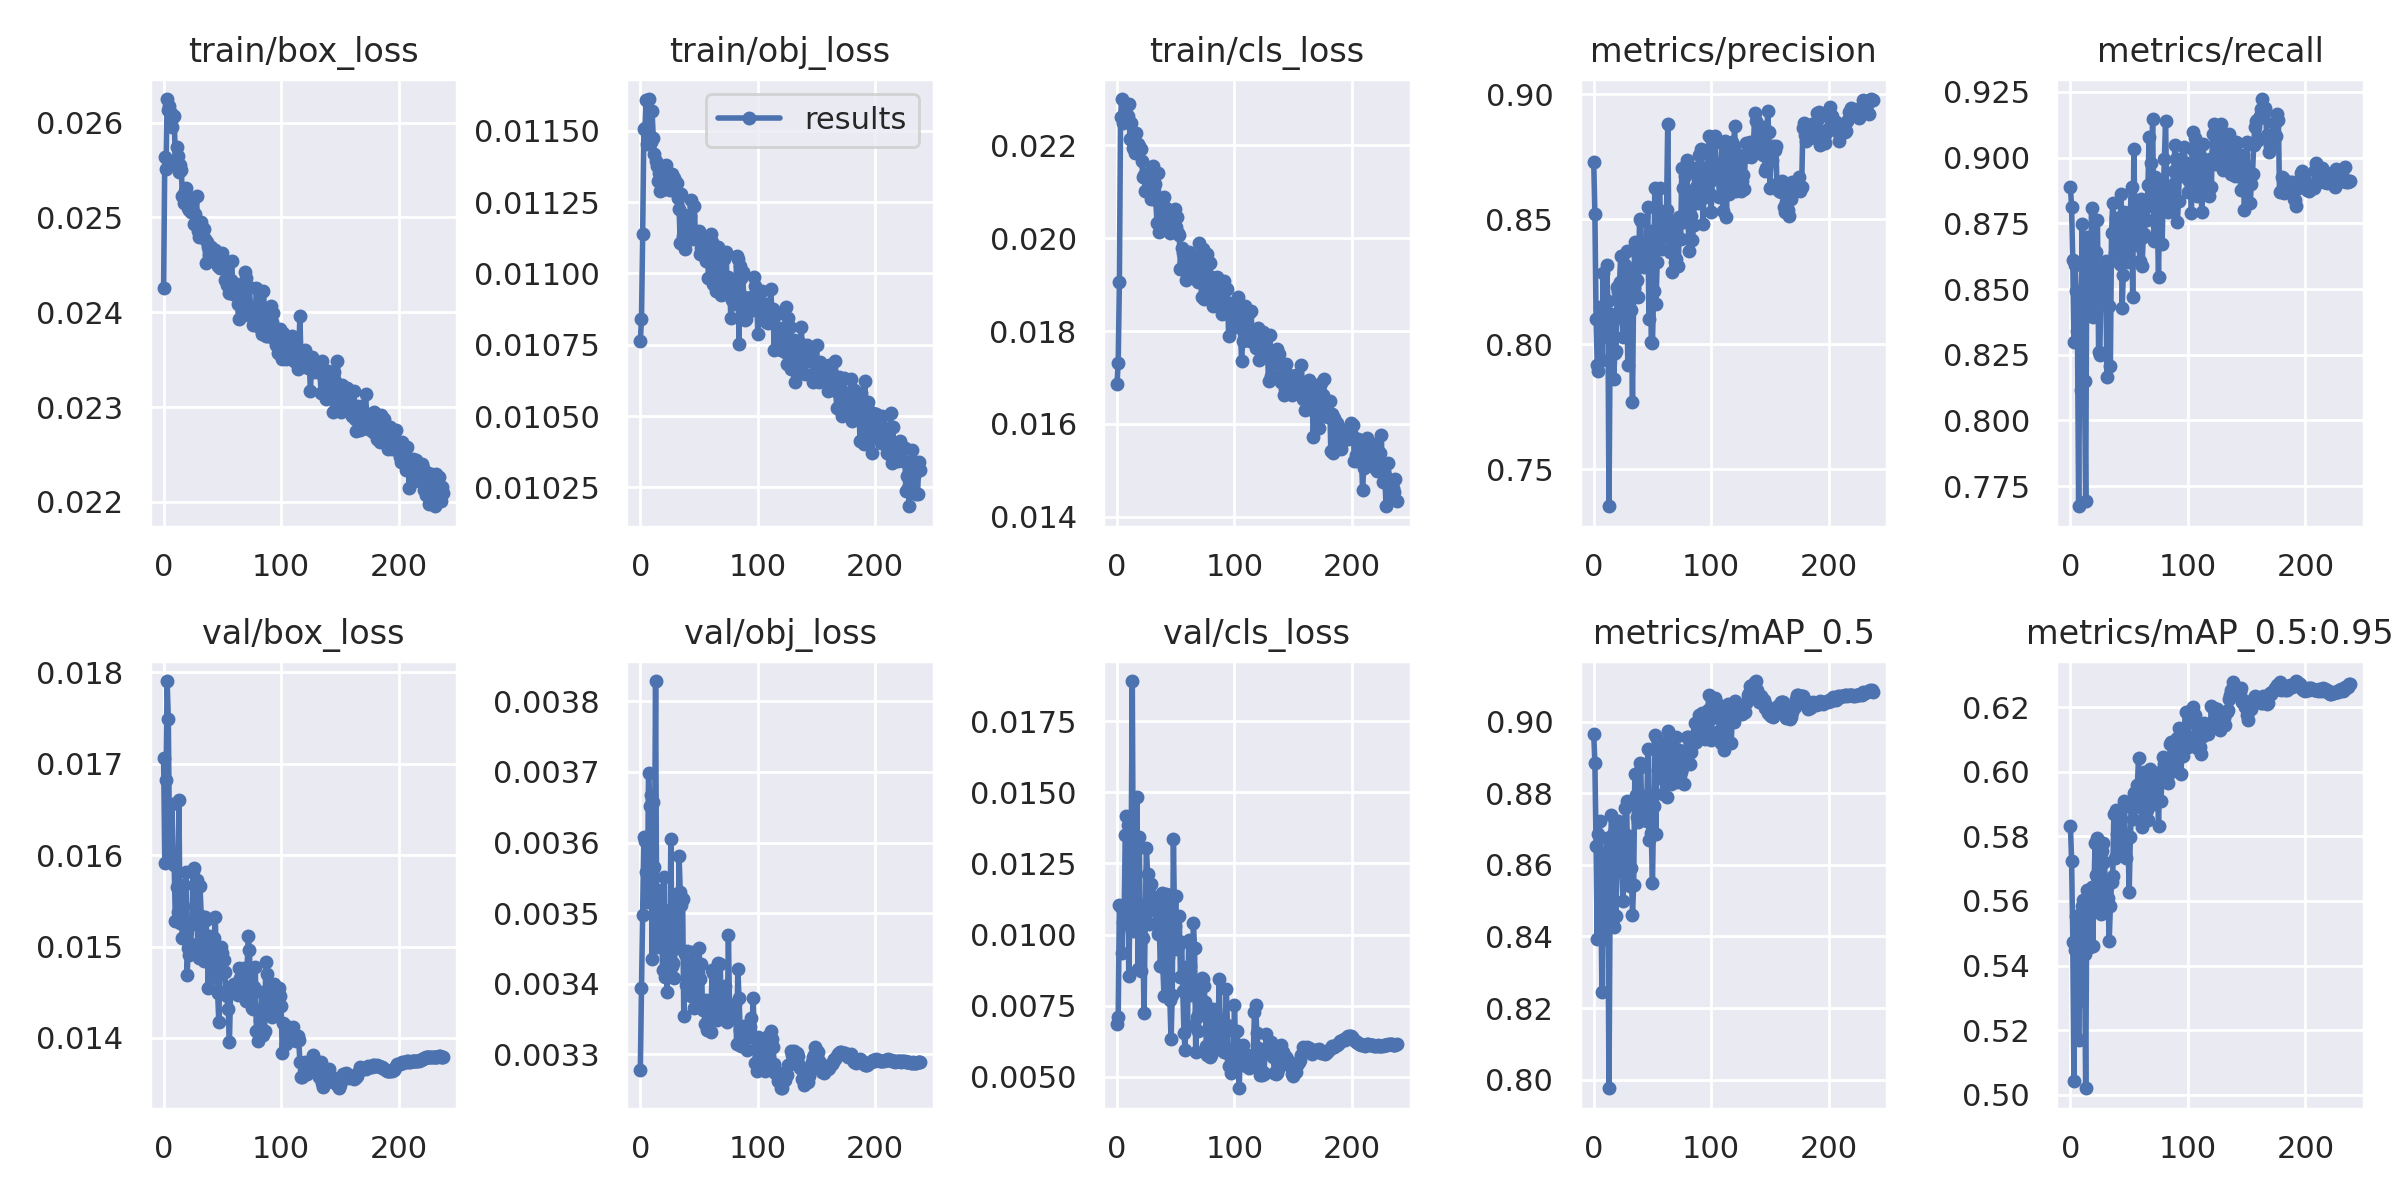 train/box_loss
0.026
0.025
0.024
0.023
0.022
0 100 200
train/obj_loss
results
0.01150
0.01125
0.01100
0.01075
0.01050
0.01025
0 100 200
train/cls_loss
0.022
0.020
0.018
0.016
0.014
0 100 200
metrics/precision
0.90
0.85
0.80
0.75
0 100 200
metrics/recall
0.925
0.900
0.875
0.850
0.825
0.800
0.775
0 100 200
val/box_loss
0.018
0.017
0.016
0.015
0.014
0 100 200
val/obj_loss
0.0038
0.0037
0.0036
0.0035
0.0034
0.0033
0 100 200
val/cls_loss
0.0175
0.0150
0.0125
0.0100
0.0075
0.0050
0 100 200
metrics/mAP_0.5
0.90
0.88
0.86
0.84
0.82
0.80
0 100 200
metrics/mAP_0.5:0.95
0.62
0.60
0.58
0.56
0.54
0.52
0.50
0 100 200